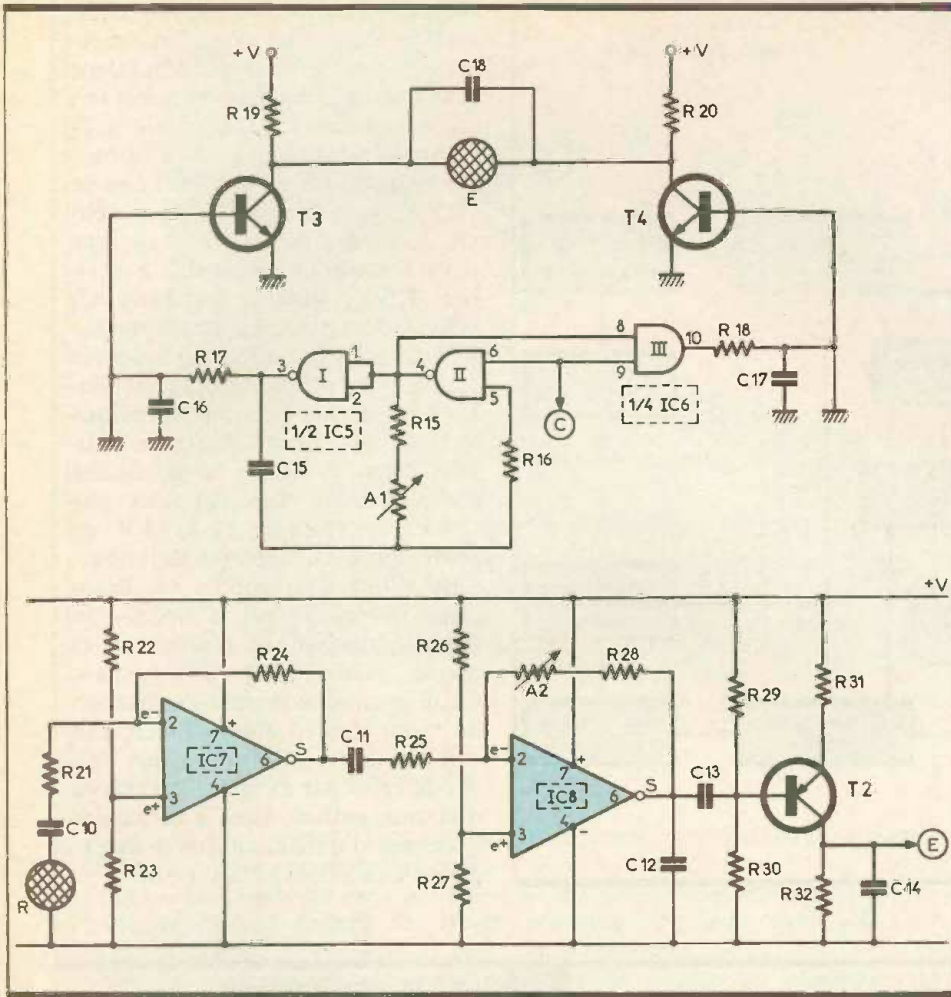 +V
+V
C18
R19
R20
E
T3
T4
R17
3
I
1
2
4
II
6
5
8
9
III
10
R18
C17
C16
1/2 IC5
R15
C
1/4 IC6
C15
R16
A1
+V
R22
R24
R26
A2
R28
R29
R31
e-
2
7
+
IC7
6
S
C11
R25
e-
2
7
+
IC8
6
S
C13
T2
R21
e+
3
4
-
e+
3
4
-
C10
R23
R27
C12
R30
R32
C14
E
R